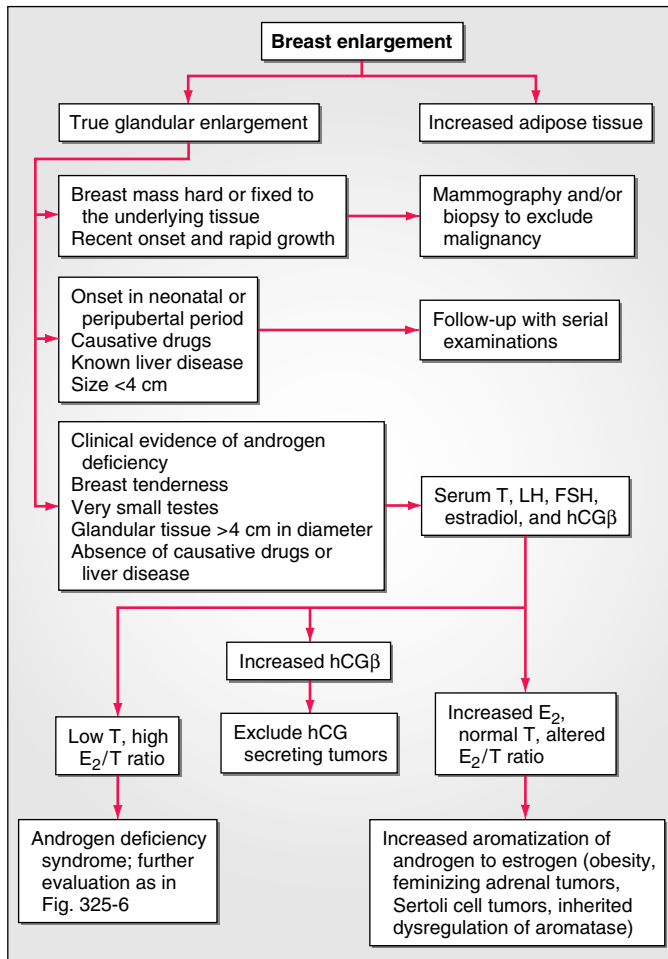 Breast enlargement
True glandular enlargement
Increased adipose tissue
Breast mass hard or fixed to
the underlying tissue
Recent onset and rapid growth
Mammography and/or
biopsy to exclude
malignancy
Onset in neonatal or
peripubertal period
Causative drugs
Known liver disease
Size <4 cm
Follow-up with serial
examinations
Clinical evidence of androgen
deficiency
Breast tenderness
Very small testes
Glandular tissue >4 cm in diameter
Absence of causative drugs or
liver disease
Serum T, LH, FSH,
estradiol, and hCGβ
Low T, high
E₂/T ratio
Increased hCGβ
Increased E₂,
normal T, altered
E₂/T ratio
Exclude hCG
secreting tumors
Androgen deficiency
syndrome; further
evaluation as in
Fig. 325-6
Increased aromatization of
androgen to estrogen (obesity,
feminizing adrenal tumors,
Sertoli cell tumors, inherited
dysregulation of aromatase)